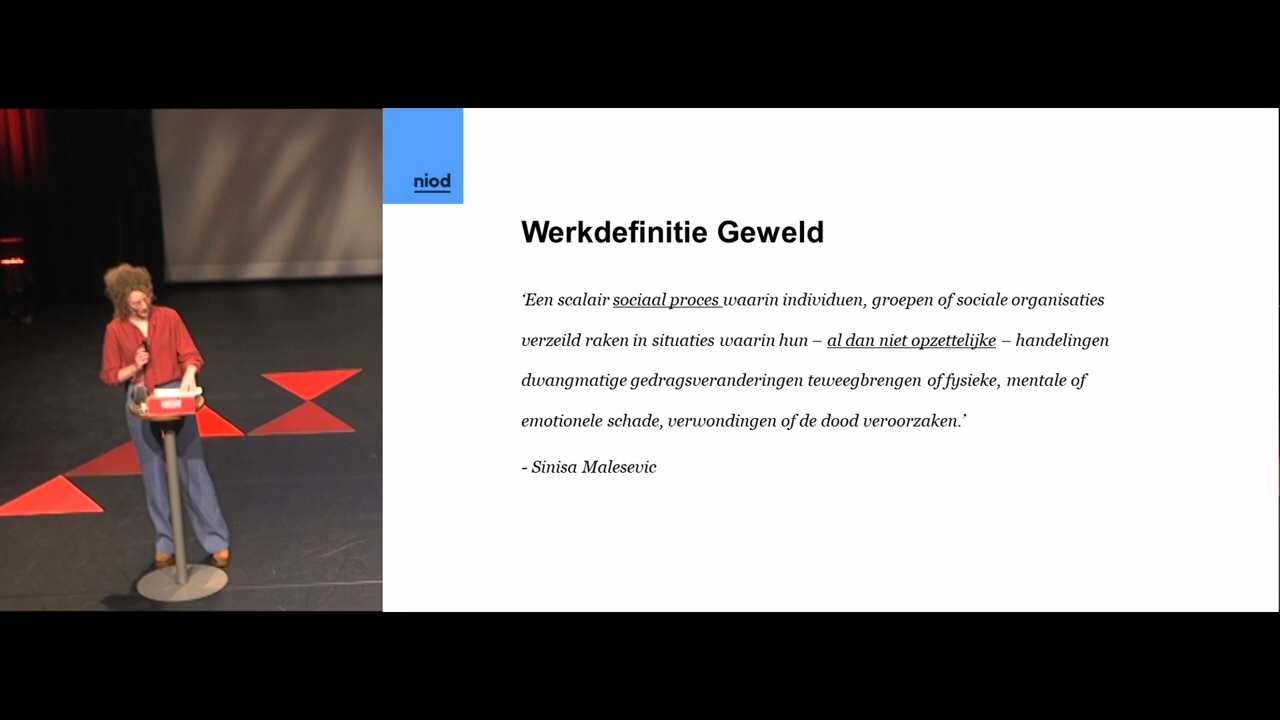 niod
Werkdefinitie Geweld
‘Een scalair sociaal proces waarin individuen, groepen of sociale organisaties
verzeild raken in situaties waarin hun – al dan niet opzettelijke – handelingen
dwangmatige gedragsveranderingen teweegbrengen of fysieke, mentale of
emotionele schade, verwondingen of de dood veroorzaken.’
- Sinisa Malesevic